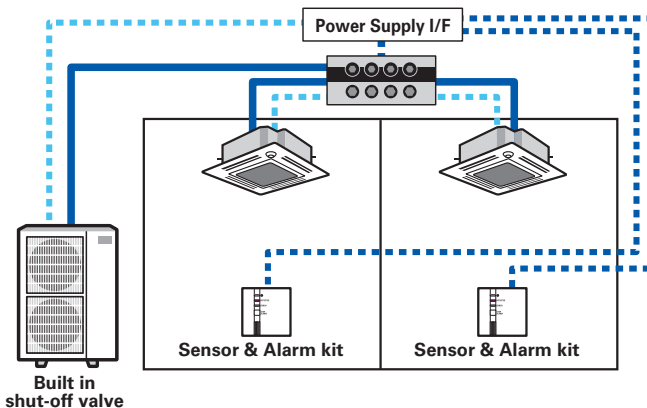 Power Supply I/F
Sensor & Alarm kit
Sensor & Alarm kit
Built in
shut-off valve